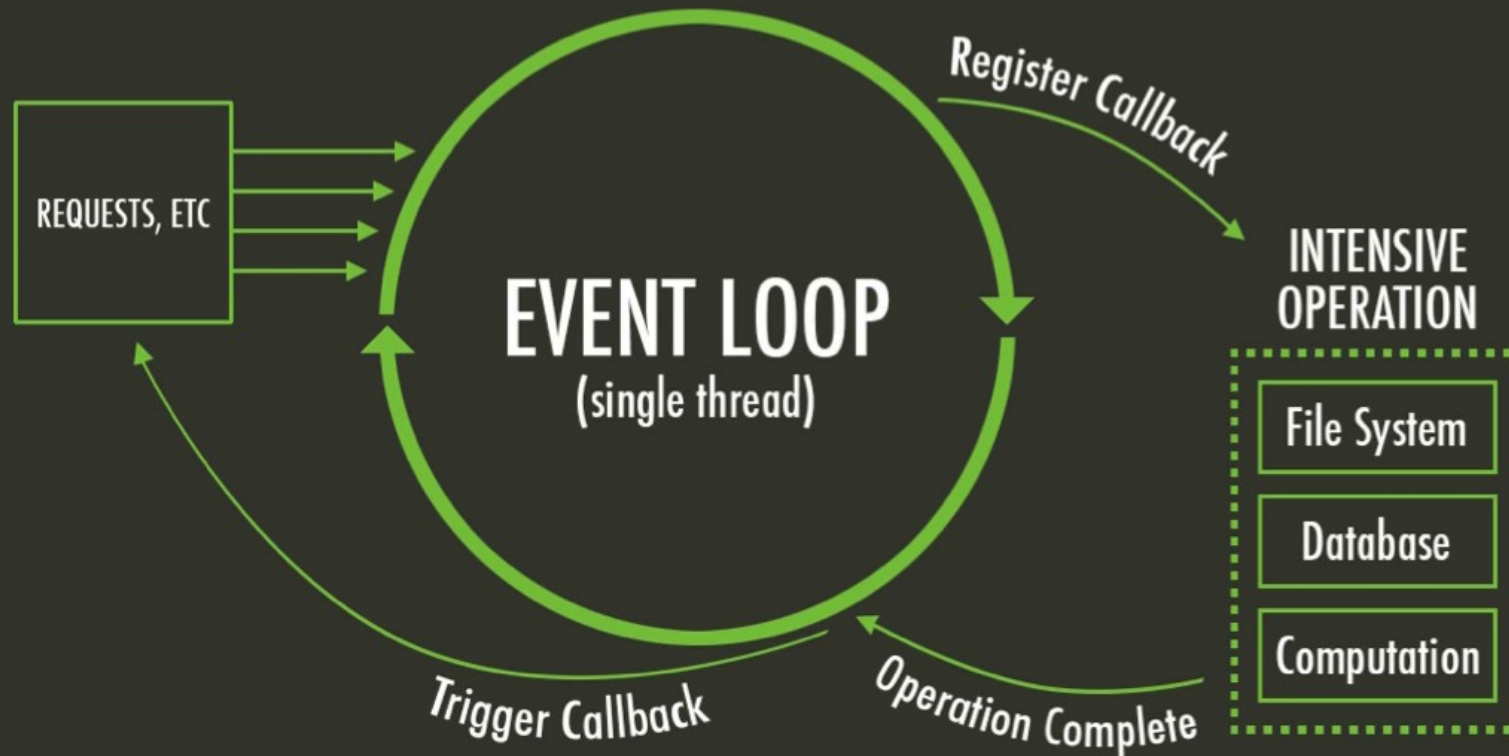 REQUESTS, ETC
EVENT LOOP
(single thread)
Register Callback
INTENSIVE
OPERATION
File System
Database
Computation
Operation Complete
Trigger Callback